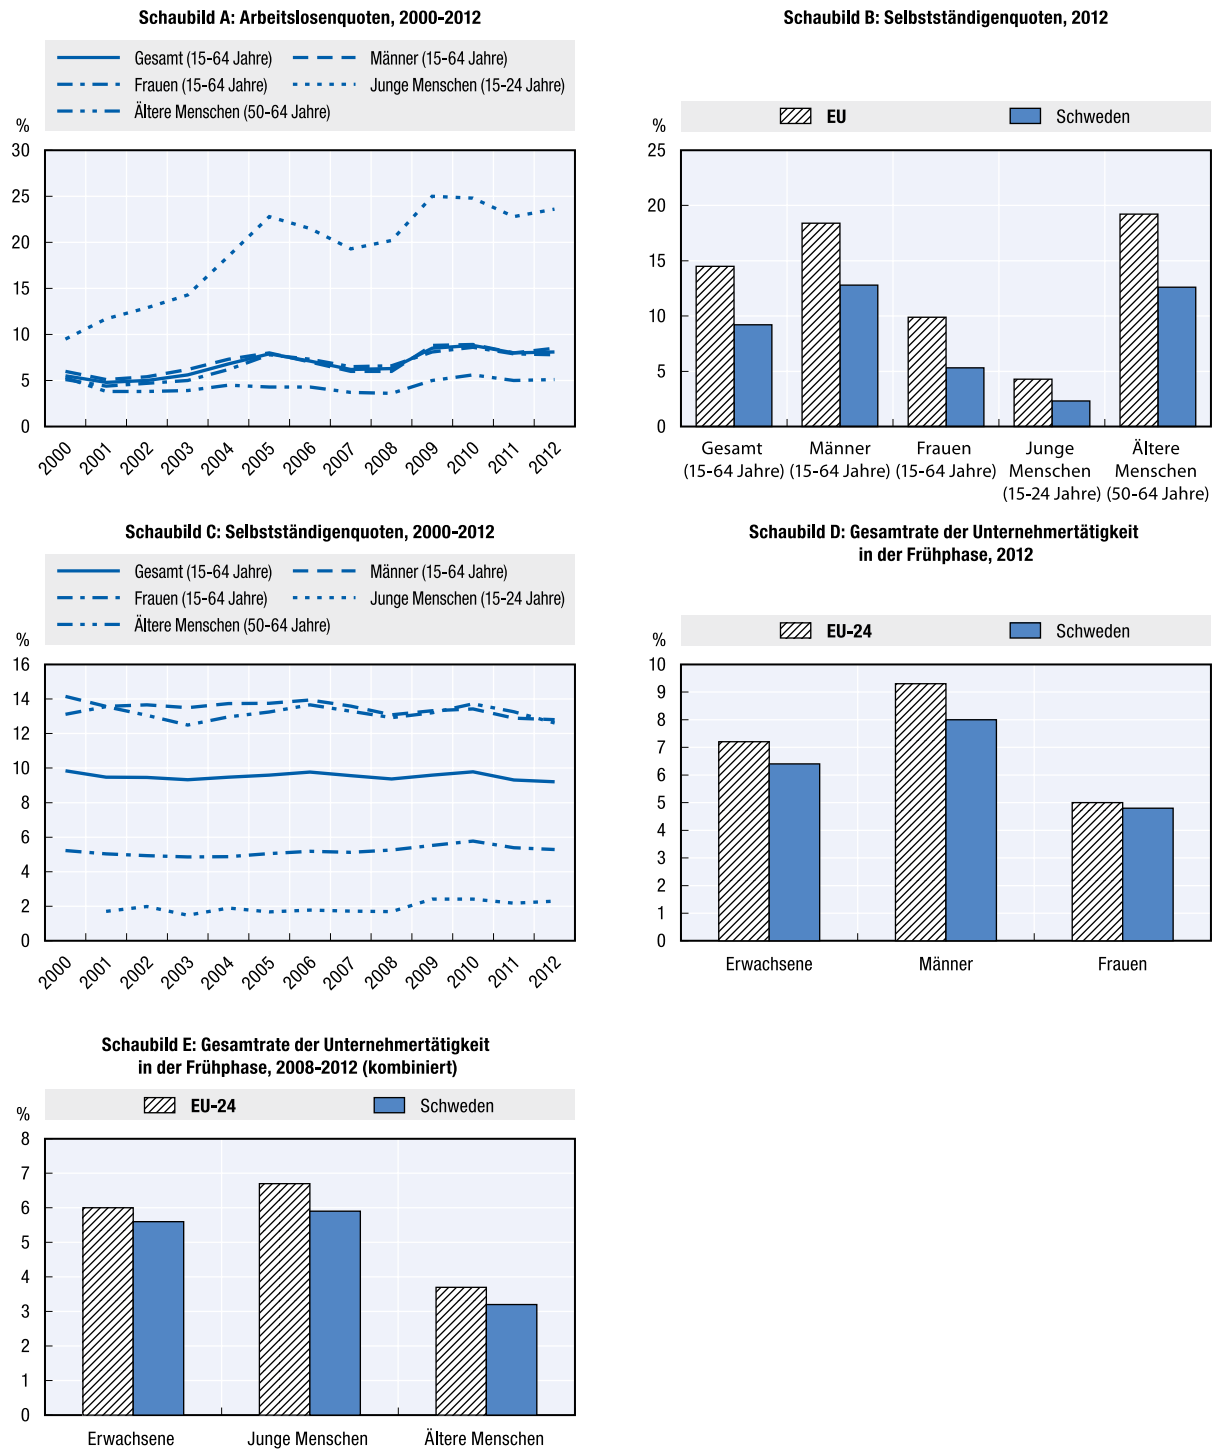 Schaubild A: Arbeitslosenquoten, 2000-2012
Gesamt (15-64 Jahre)
Männer (15-64 Jahre)
Frauen (15-64 Jahre)
Junge Menschen (15-24 Jahre)
Ältere Menschen (50-64 Jahre)
%
30
25
20
15
10
5
0
2000
2001
2002
2003
2004
2005
2006
2007
2008
2009
2010
2011
2012
Schaubild B: Selbstständigenquoten, 2012
EU
Schweden
%
25
20
15
10
5
0
Gesamt
(15-64 Jahre)
Männer
(15-64 Jahre)
Frauen
(15-64 Jahre)
Junge
Menschen
(15-24 Jahre)
Ältere
Menschen
(50-64 Jahre)
Schaubild C: Selbstständigenquoten, 2000-2012
Gesamt (15-64 Jahre)
Männer (15-64 Jahre)
Frauen (15-64 Jahre)
Junge Menschen (15-24 Jahre)
Ältere Menschen (50-64 Jahre)
%
16
14
12
10
8
6
4
2
0
2000
2001
2002
2003
2004
2005
2006
2007
2008
2009
2010
2011
2012
Schaubild D: Gesamtrate der Unternehmertätigkeit
in der Frühphase, 2012
EU-24
Schweden
%
10
9
8
7
6
5
4
3
2
1
0
Erwachsene
Männer
Frauen
Schaubild E: Gesamtrate der Unternehmertätigkeit
in der Frühphase, 2008-2012 (kombiniert)
EU-24
Schweden
%
8
7
6
5
4
3
2
1
0
Erwachsene
Junge Menschen
Ältere Menschen